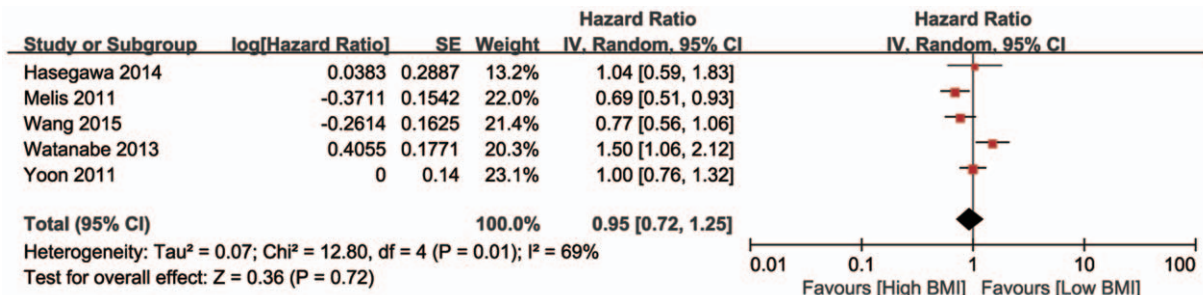 Hazard Ratio Hazard Ratio
Study or Subgroup log[Hazard Ratio] SE Weight IV, Random, 95% CI IV, Random, 95% CI
Hasegawa 2014 0.0383 0.2887 13.2% 1.04 [0.59, 1.83]
Melis 2011 -0.3711 0.1542 22.0% 0.69 [0.51, 0.93]
Wang 2015 -0.2614 0.1625 21.4% 0.77 [0.56, 1.06]
Watanabe 2013 0.4055 0.1771 20.3% 1.50 [1.06, 2.12]
Yoon 2011 0 0.14 23.1% 1.00 [0.76, 1.32]
Total (95% CI) 100.0% 0.95 [0.72, 1.25]
Heterogeneity: Tau² = 0.07; Chi² = 12.80, df = 4 (P = 0.01); I² = 69%
Test for overall effect: Z = 0.36 (P = 0.72)
0.01 0.1 1 10 100
Favours [High BMI] Favours [Low BMI]